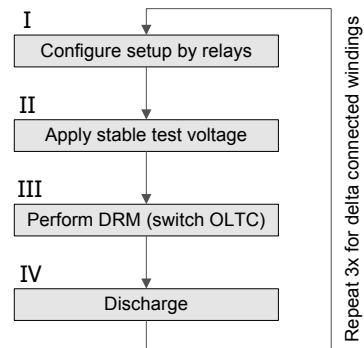 I
Configure setup by relays
II
Apply stable test voltage
III
Perform DRM (switch OLTC)
IV
Discharge
Repeat 3x for delta connected windings